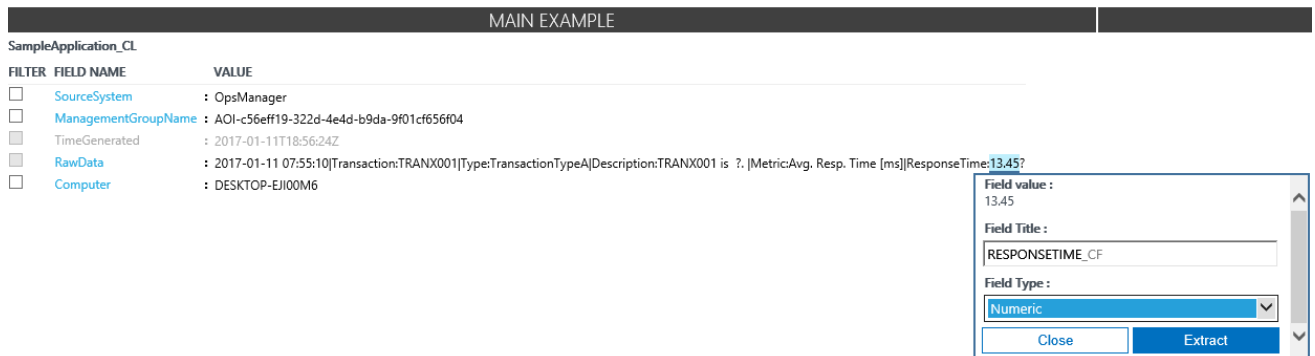 MAIN EXAMPLE
SampleApplication_CL
FILTER FIELD NAME VALUE
SourceSystem : OpsManager
ManagementGroupName : AOI-c56eff19-322d-4e4d-b9da-9f01cf656f04
TimeGenerated : 2017-01-11T18:56:24Z
RawData : 2017-01-11 07:55:10|Transaction:TRANX001|Type:TransactionTypeA|Description:TRANX001 is ?. |Metric:Avg. Resp. Time [ms]|ResponseTime:13.45?
Computer : DESKTOP-EJI00M6
Field value :
13.45
Field Title :
RESPONSETIME_CF
Field Type :
Numeric
Close Extract